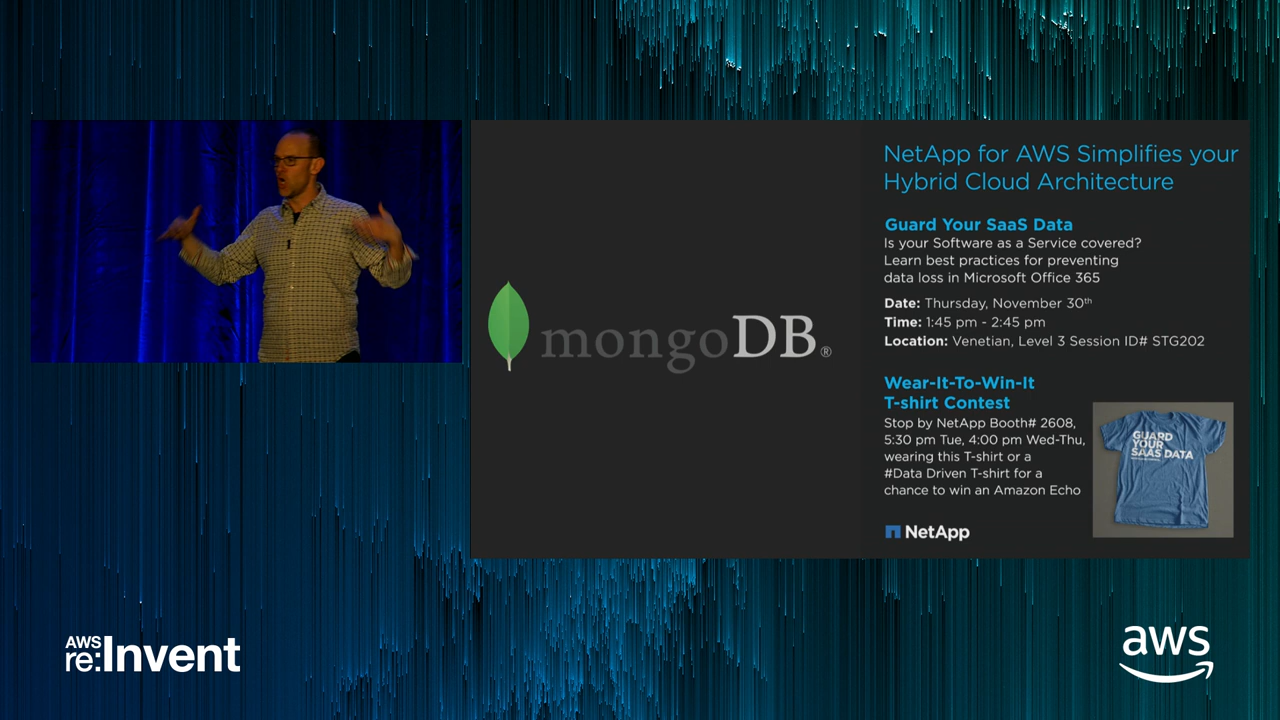 mongoDB®
NetApp for AWS Simplifies your
Hybrid Cloud Architecture
Guard Your SaaS Data
Is your Software as a Service covered?
Learn best practices for preventing
data loss in Microsoft Office 365
Date: Thursday, November 30th
Time: 1:45 pm - 2:45 pm
Location: Venetian, Level 3 Session ID# STG202
Wear-It-To-Win-It
T-shirt Contest
Stop by NetApp Booth# 2608,
5:30 pm Tue, 4:00 pm Wed-Thu,
wearing this T-shirt or a
#Data Driven T-shirt for a
chance to win an Amazon Echo
GUARD
YOUR
SAAS DATA
NetApp
AWS
re:Invent
aws